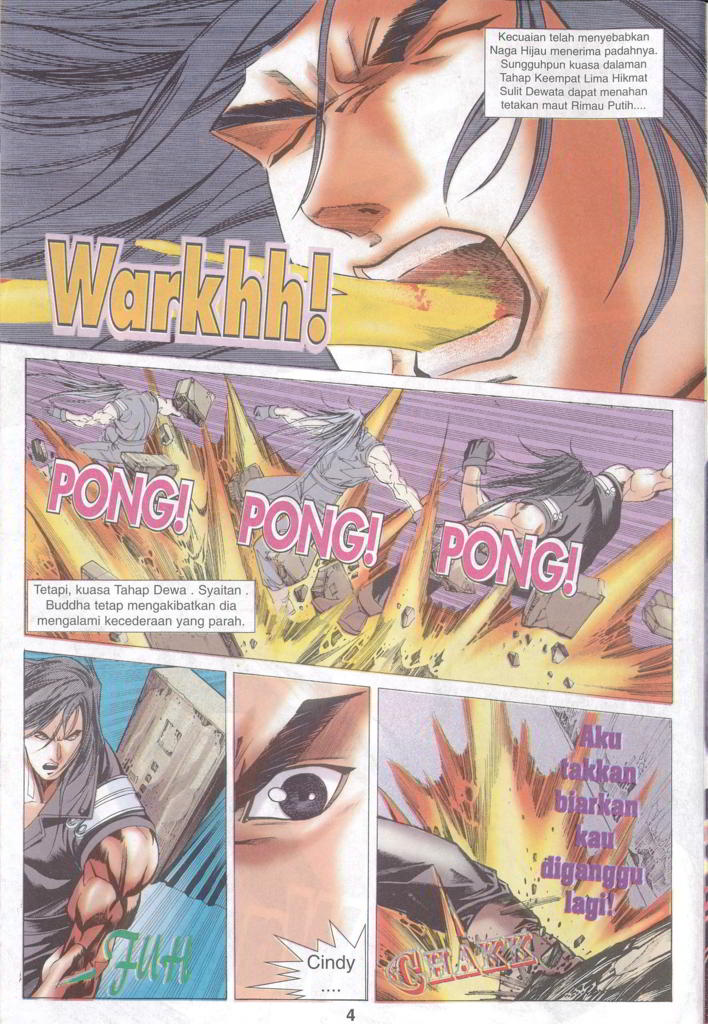 Kecuaian telah menyebabkan
Naga Hijau menerima padahnya.
Sungguhpun kuasa dalaman
Tahap Keempat Lima Hikmat
Sulit Dewata dapat menahan
tetakan maut Rimau Putih....
Warkhh!
PONG!
PONG!
PONG!
Tetapi, kuasa Tahap Dewa . Syaitan .
Buddha tetap mengakibatkan dia
mengalami kecederaan yang parah.
FUH
Cindy
....
Aku
takkan
biarkan
kau
diganggu
lagi!
CHAKK
4